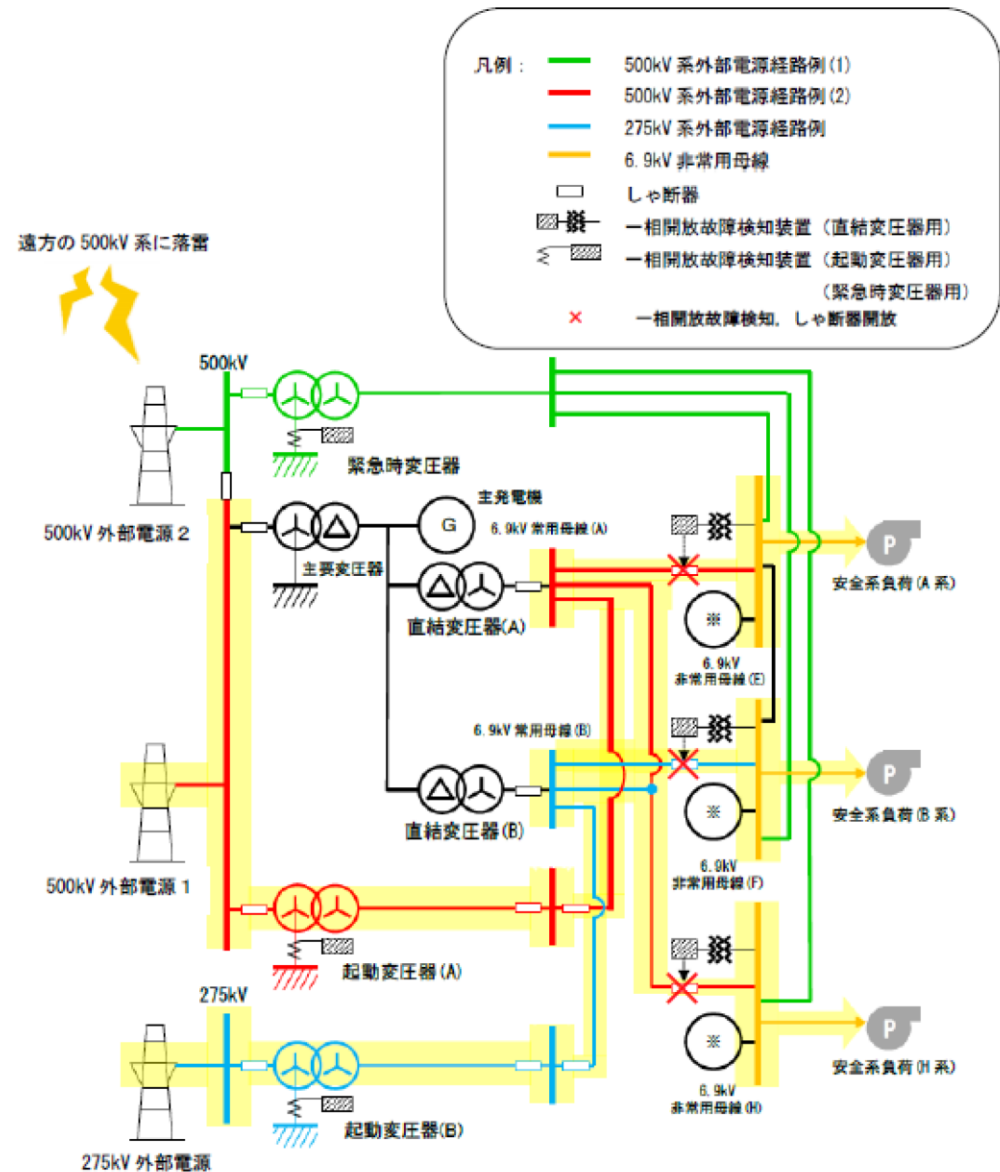 凡例：
500kV 系外部電源経路例(1)
500kV 系外部電源経路例(2)
275kV 系外部電源経路例
6.9kV 非常用母線
しゃ断器
一相開放故障検知装置（直結変圧器用）
一相開放故障検知装置（起動変圧器用）
（緊急時変圧器用）
× 一相開放故障検知，しゃ断器開放
遠方の 500kV 系に落雷
500kV
緊急時変圧器
500kV 外部電源 2
主発電機
G
6.9kV 常用母線(A)
主要変圧器
直結変圧器(A)
P
安全系負荷(A 系)
※
6.9kV
非常用母線(E)
6.9kV 常用母線(B)
直結変圧器(B)
P
安全系負荷(B 系)
※
6.9kV
非常用母線(F)
500kV 外部電源 1
起動変圧器(A)
275kV
P
安全系負荷(H 系)
※
6.9kV
非常用母線(H)
起動変圧器(B)
275kV 外部電源